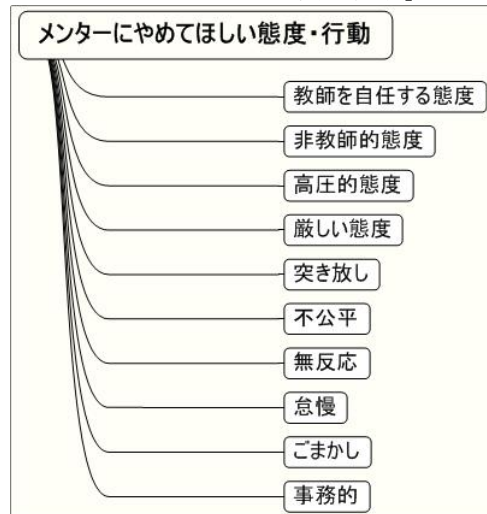 メンターにやめてほしい態度・行動
教師を自任する態度
非教師的態度
高圧的態度
厳しい態度
突き放し
不公平
無反応
怠慢
ごまかし
事務的